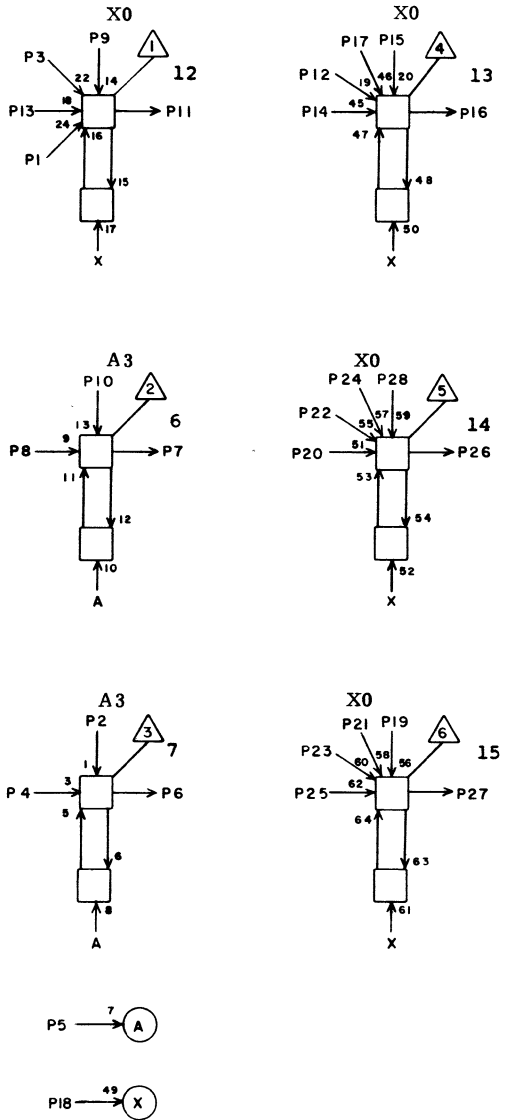 X0
P9
1
P3
22
14
12
P13
18
P11
24
16
P1
15
17
X
X0
P17
P15
4
P12
19
46
20
13
P14
45
P16
47
48
50
X
A3
P10
2
13
6
P8
9
P7
11
12
10
A
X0
P24
P28
5
P22
55
57
59
14
P20
51
P26
53
54
52
X
A3
P2
3
1
7
P4
3
P6
5
6
8
A
X0
P21
P19
6
P23
60
58
56
15
P25
62
P27
64
63
61
X
P5
7
A
P18
49
X